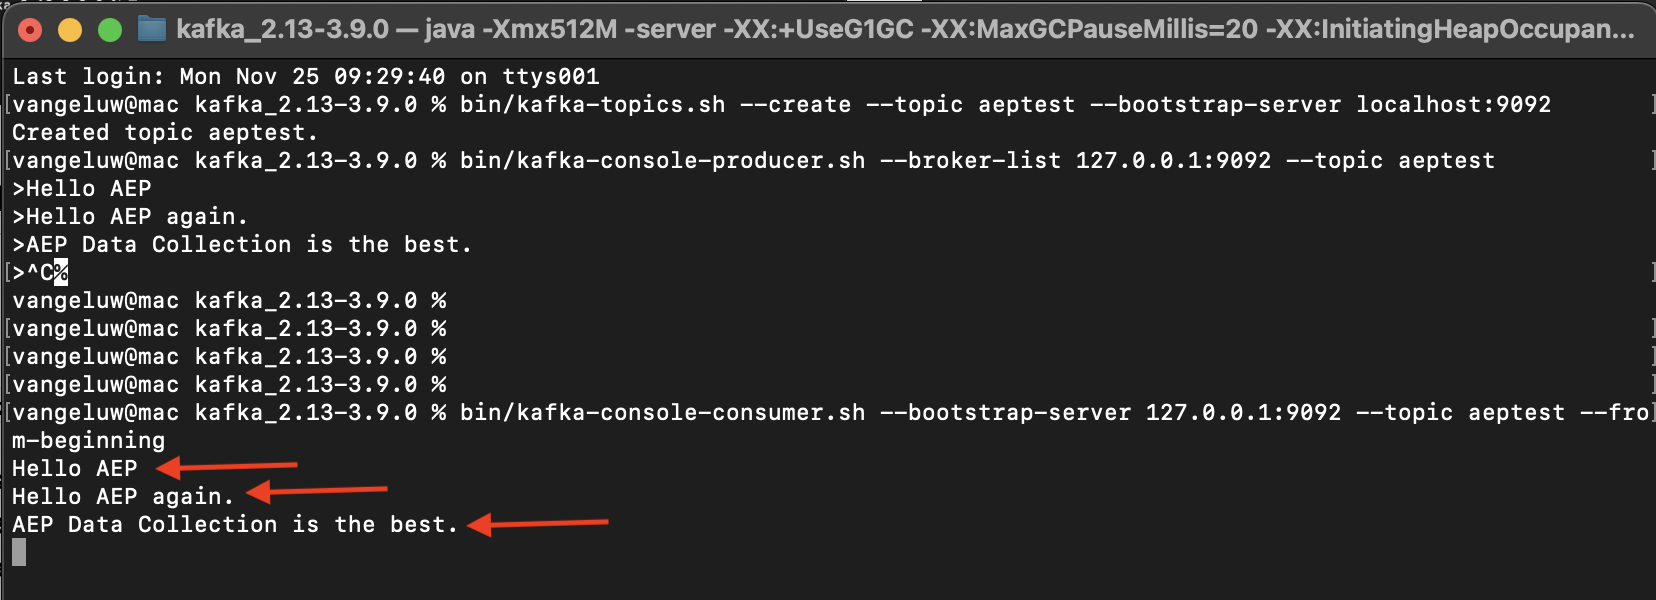 kafka_2.13-3.9.0 — java -Xmx512M -server -XX:+UseG1GC -XX:MaxGCPauseMillis=20 -XX:InitiatingHeapOccupan...
Last login: Mon Nov 25 09:29:40 on ttys001
[vangeluw@mac kafka_2.13-3.9.0 % bin/kafka-topics.sh --create --topic aeptest --bootstrap-server localhost:9092 ]
Created topic aeptest.
[vangeluw@mac kafka_2.13-3.9.0 % bin/kafka-console-producer.sh --broker-list 127.0.0.1:9092 --topic aeptest ]
>Hello AEP
>Hello AEP again.
>AEP Data Collection is the best.
[>^C% ]
vangeluw@mac kafka_2.13-3.9.0 %
[vangeluw@mac kafka_2.13-3.9.0 % ]
[vangeluw@mac kafka_2.13-3.9.0 % ]
[vangeluw@mac kafka_2.13-3.9.0 % ]
[vangeluw@mac kafka_2.13-3.9.0 % bin/kafka-console-consumer.sh --bootstrap-server 127.0.0.1:9092 --topic aeptest --fro]
m-beginning
Hello AEP
Hello AEP again.
AEP Data Collection is the best.